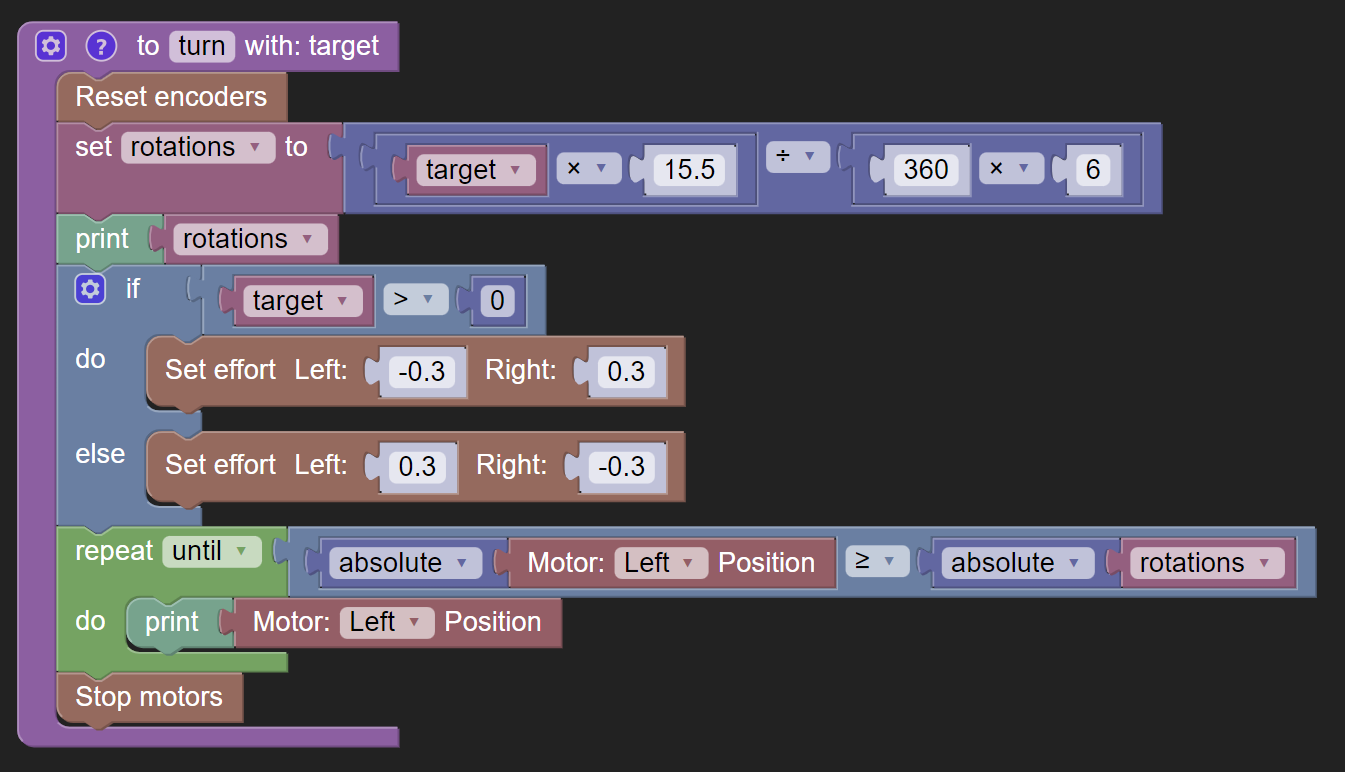 ? to turn with: target
Reset encoders
set rotations to target × 15.5 ÷ 360 × 6
print rotations
if target > 0
do Set effort Left: -0.3 Right: 0.3
else Set effort Left: 0.3 Right: -0.3
repeat until absolute Motor: Left Position ≥ absolute rotations
do print Motor: Left Position
Stop motors